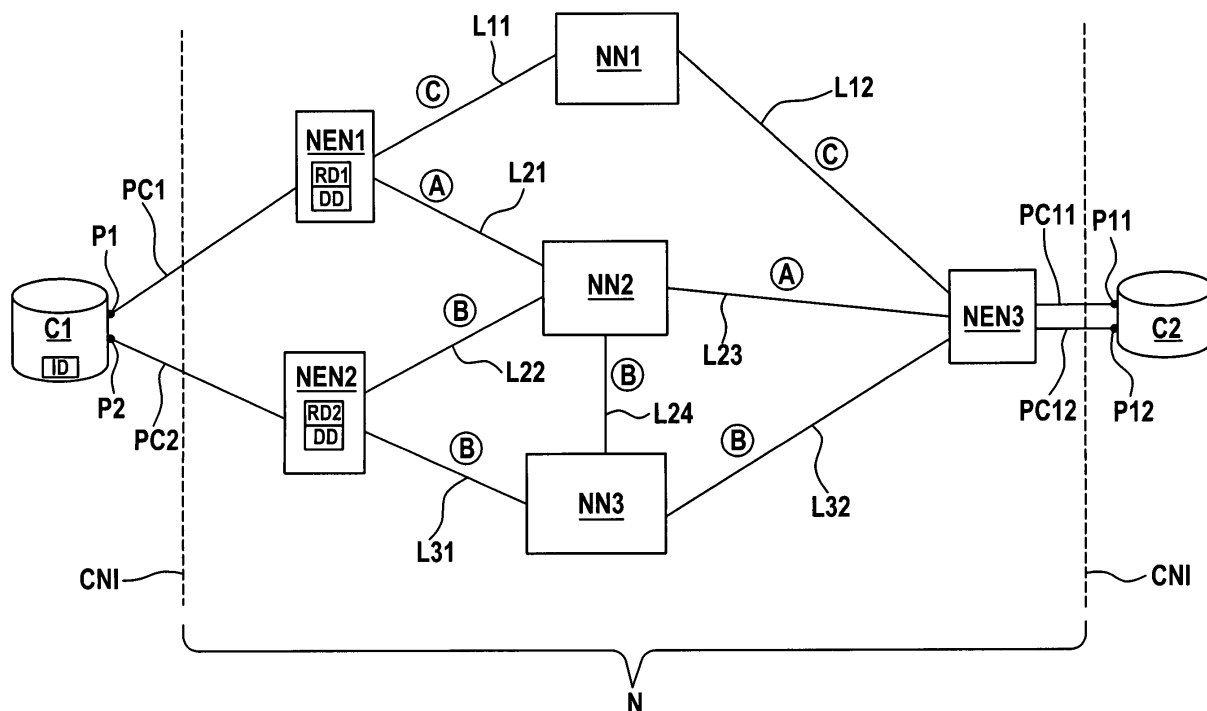 L11
NN1
L12
C
NEN1
RD1
DD
C
A
L21
PC1
P1
PC11
P11
C1
ID
NN2
A
NEN3
C2
B
L23
P2
NEN2
RD2
DD
L22
B
L24
PC12
P12
PC2
B
B
NN3
L32
L31
CNI
CNI
N